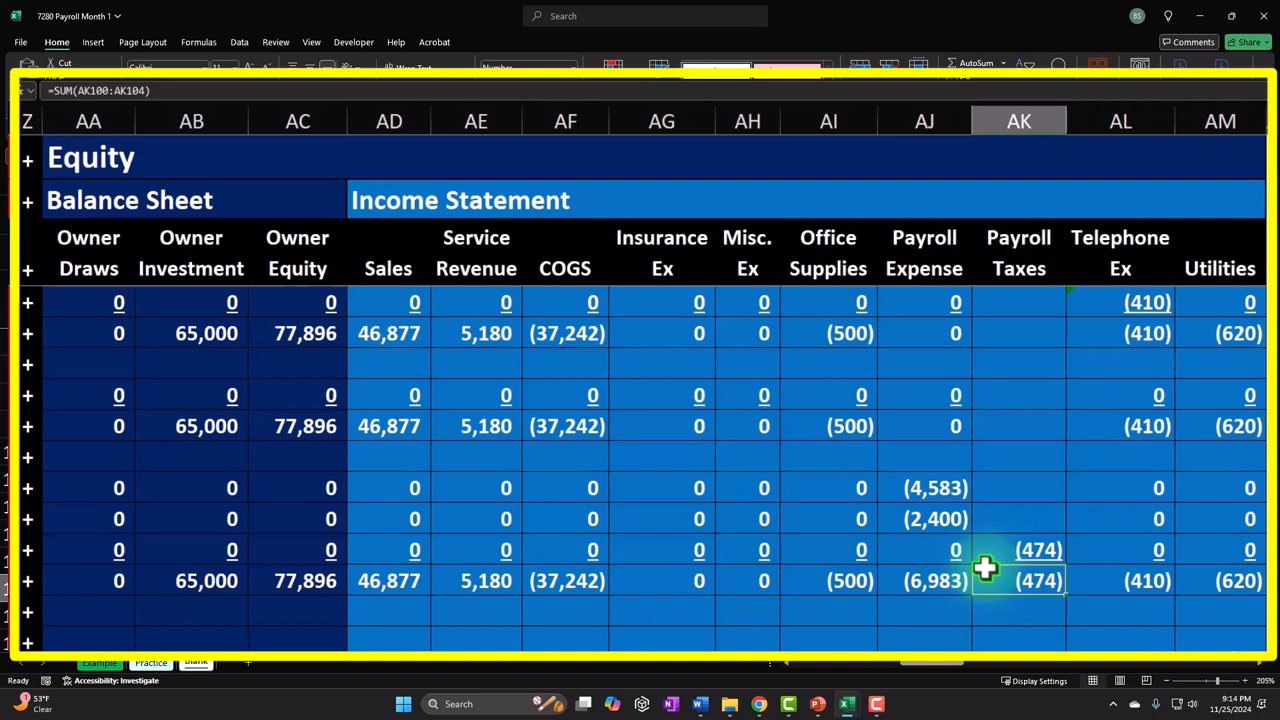 7280 Payroll Month 1
Search
BS
File Home Insert Page Layout Formulas Data Review View Developer Help Acrobat
Comments Share
Cut
AutoSum
=SUM(AK100:AK104)
Z AA AB AC AD AE AF AG AH AI AJ AK AL AM
+ Equity
+ Balance Sheet Income Statement
Owner Owner Owner Service Insurance Misc. Office Payroll Payroll Telephone
+ Draws Investment Equity Sales Revenue COGS Ex Ex Supplies Expense Taxes Ex Utilities
+ 0 0 0 0 0 0 0 0 0 0 (410) 0
+ 0 65,000 77,896 46,877 5,180 (37,242) 0 0 (500) 0 (410) (620)
+
+ 0 0 0 0 0 0 0 0 0 0 0 0
+ 0 65,000 77,896 46,877 5,180 (37,242) 0 0 (500) 0 (410) (620)
+
+ 0 0 0 0 0 0 0 0 0 (4,583) 0 0
+ 0 0 0 0 0 0 0 0 0 (2,400) 0 0
+ 0 0 0 0 0 0 0 0 0 0 (474) 0 0
+ 0 65,000 77,896 46,877 5,180 (37,242) 0 0 (500) (6,983) (474) (410) (620)
+
+
Example Practice Blank +
Ready Accessibility: Investigate
Display Settings
205%
53°F
Clear
Search
9:14 PM
11/25/2024